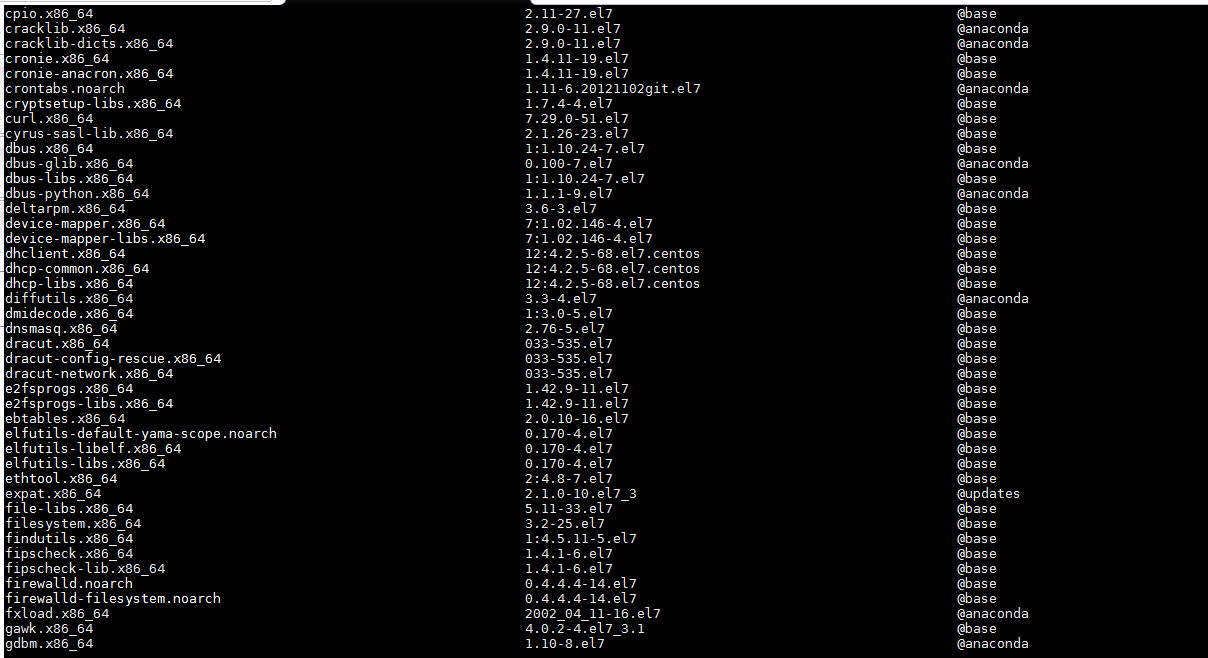 cpio.x86_64 2.11-27.el7 @base
cracklib.x86_64 2.9.0-11.el7 @anaconda
cracklib-dicts.x86_64 2.9.0-11.el7 @anaconda
cronie.x86_64 1.4.11-19.el7 @base
cronie-anacron.x86_64 1.4.11-19.el7 @base
crontabs.noarch 1.11-6.20121102git.el7 @anaconda
cryptsetup-libs.x86_64 1.7.4-4.el7 @base
curl.x86_64 7.29.0-51.el7 @base
cyrus-sasl-lib.x86_64 2.1.26-23.el7 @base
dbus.x86_64 1:1.10.24-7.el7 @base
dbus-glib.x86_64 0.100-7.el7 @anaconda
dbus-libs.x86_64 1:1.10.24-7.el7 @base
dbus-python.x86_64 1.1.1-9.el7 @anaconda
deltarpm.x86_64 3.6-3.el7 @base
device-mapper.x86_64 7:1.02.146-4.el7 @base
device-mapper-libs.x86_64 7:1.02.146-4.el7 @base
dhclient.x86_64 12:4.2.5-68.el7.centos @base
dhcp-common.x86_64 12:4.2.5-68.el7.centos @base
dhcp-libs.x86_64 12:4.2.5-68.el7.centos @base
diffutils.x86_64 3.3-4.el7 @anaconda
dmidecode.x86_64 1:3.0-5.el7 @base
dnsmasq.x86_64 2.76-5.el7 @base
dracut.x86_64 033-535.el7 @base
dracut-config-rescue.x86_64 033-535.el7 @base
dracut-network.x86_64 033-535.el7 @base
e2fsprogs.x86_64 1.42.9-11.el7 @base
e2fsprogs-libs.x86_64 1.42.9-11.el7 @base
ebtables.x86_64 2.0.10-16.el7 @base
elfutils-default-yama-scope.noarch 0.170-4.el7 @base
elfutils-libelf.x86_64 0.170-4.el7 @base
elfutils-libs.x86_64 0.170-4.el7 @base
ethtool.x86_64 2:4.8-7.el7 @base
expat.x86_64 2.1.0-10.el7_3 @updates
file-libs.x86_64 5.11-33.el7 @base
filesystem.x86_64 3.2-25.el7 @base
findutils.x86_64 1:4.5.11-5.el7 @base
fipscheck.x86_64 1.4.1-6.el7 @base
fipscheck-lib.x86_64 1.4.1-6.el7 @base
firewalld.noarch 0.4.4.4-14.el7 @base
firewalld-filesystem.noarch 0.4.4.4-14.el7 @base
fxload.x86_64 2002_04_11-16.el7 @anaconda
gawk.x86_64 4.0.2-4.el7_3.1 @base
gdbm.x86_64 1.10-8.el7 @anaconda